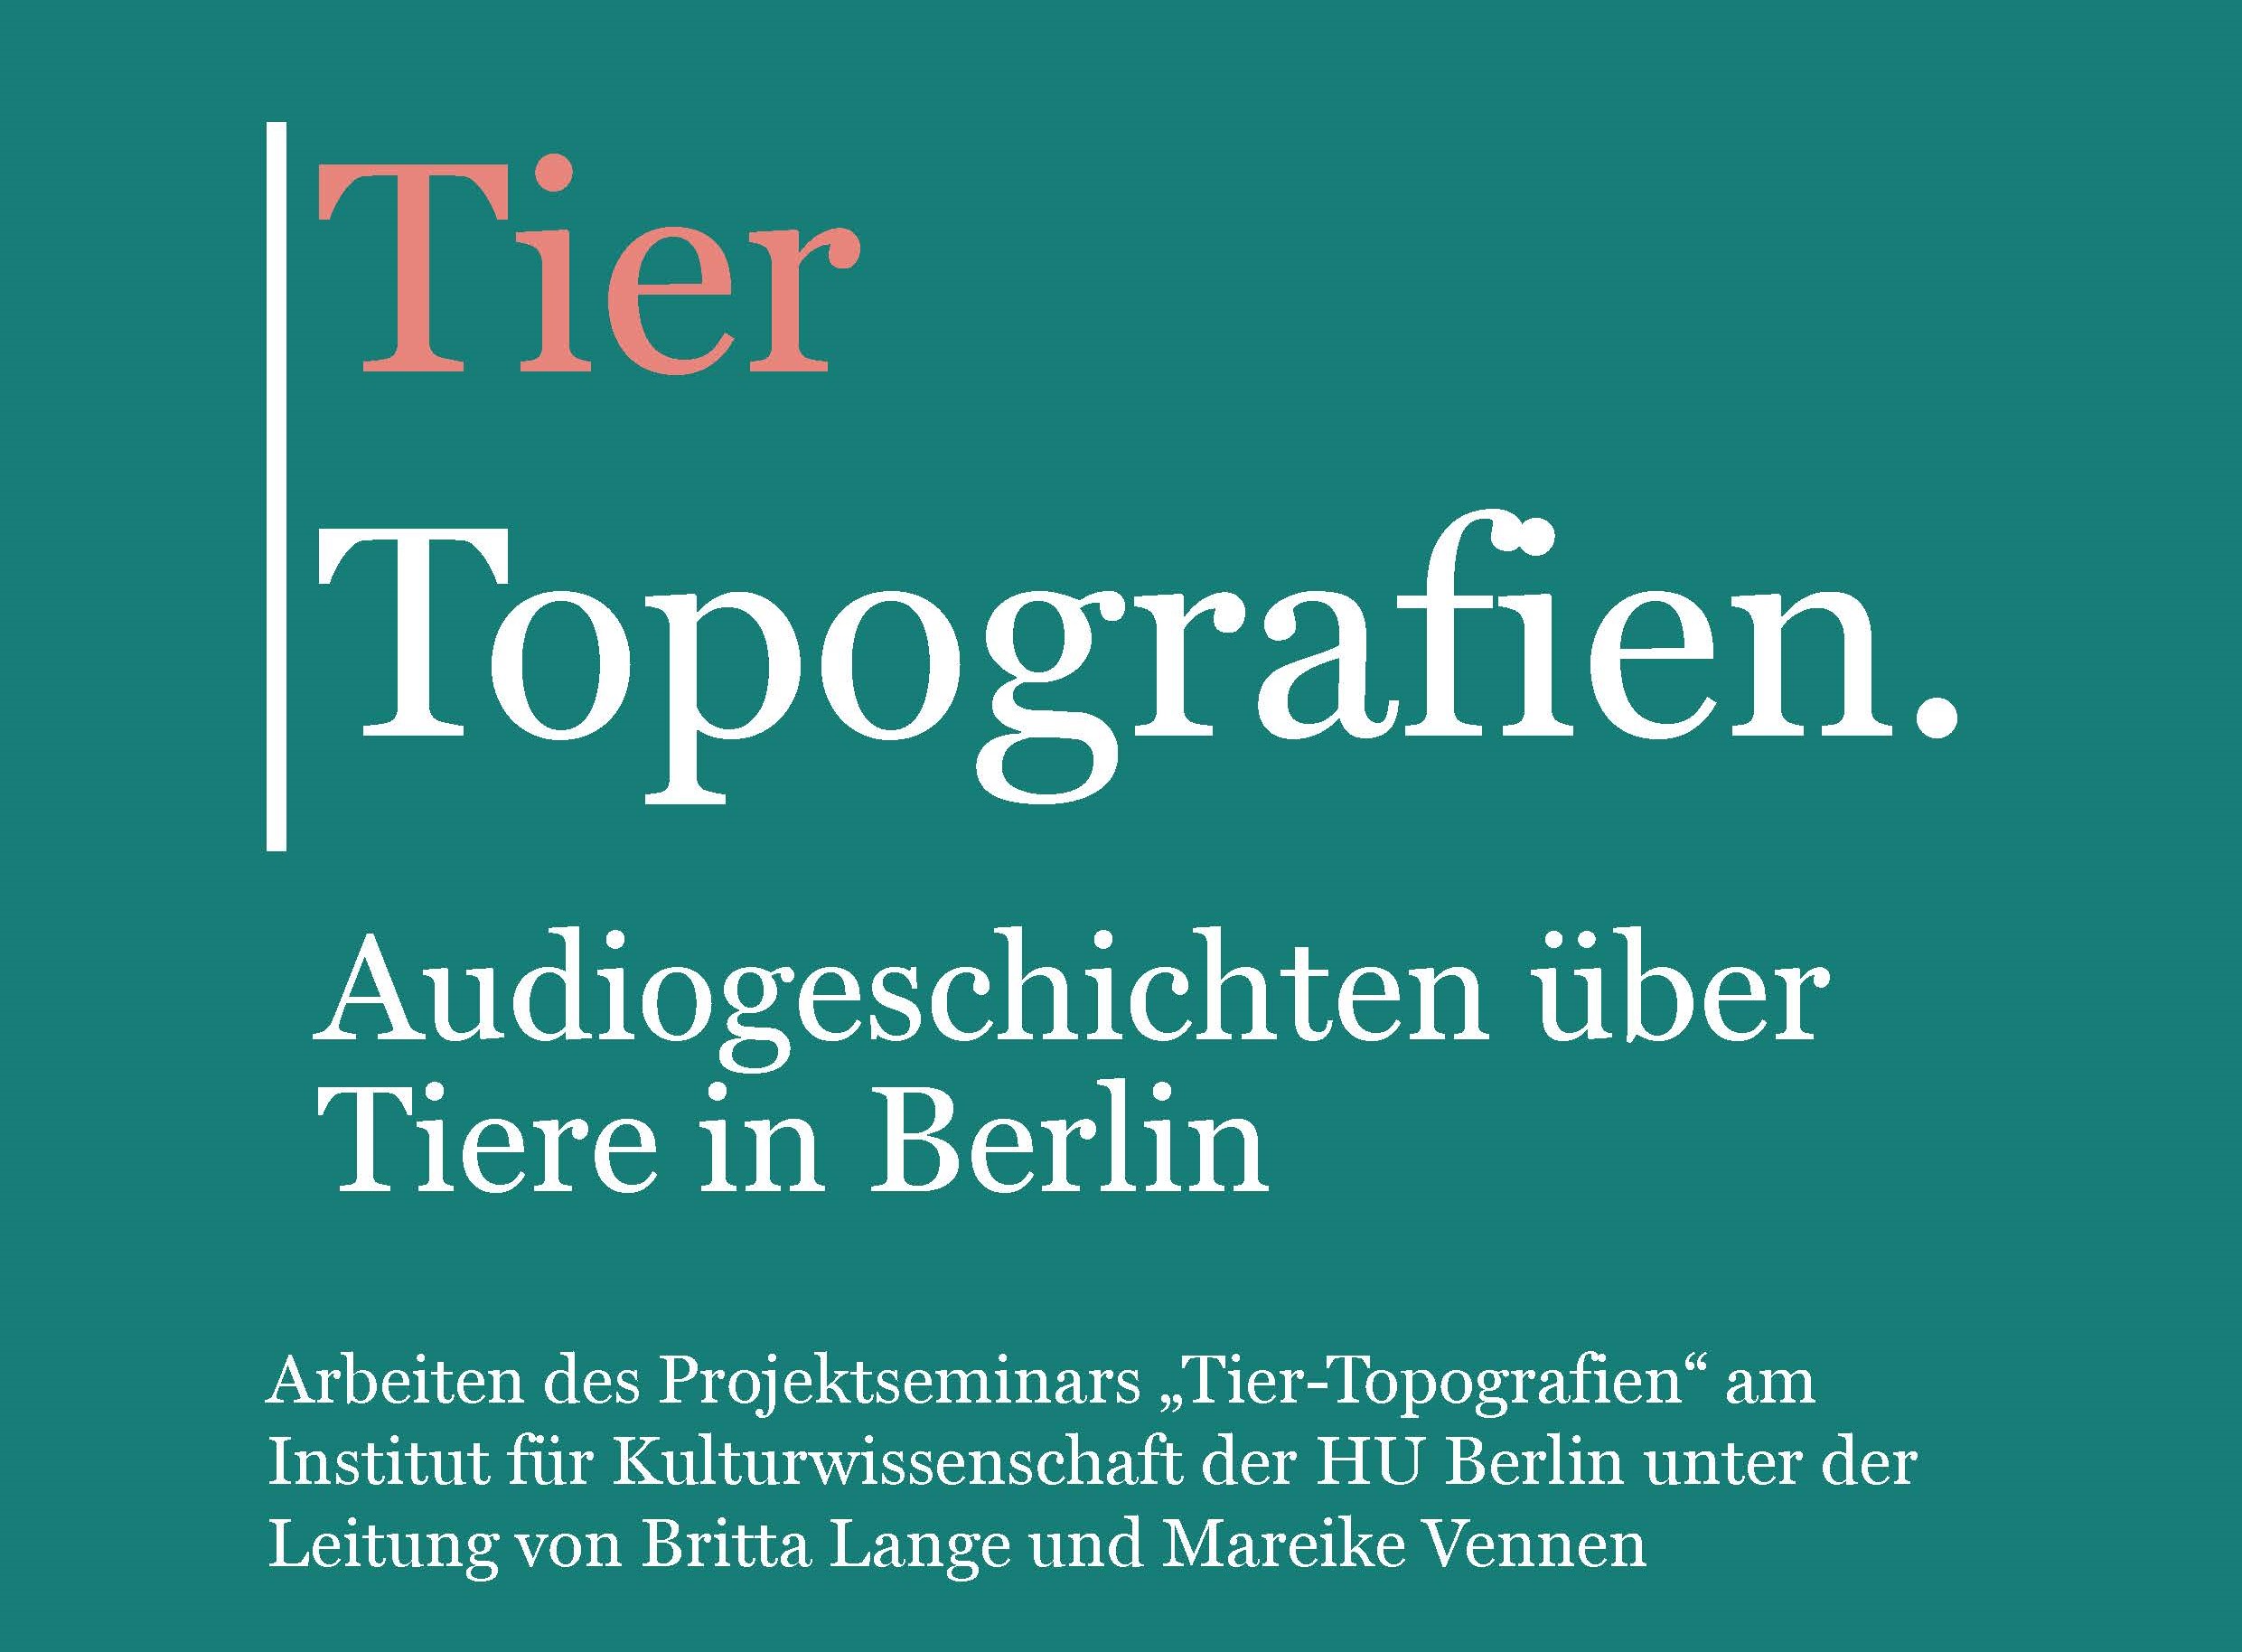 Tier
Topografien.
Audiogeschichten über
Tiere in Berlin
Arbeiten des Projektseminars „Tier-Topografien“ am
Institut für Kulturwissenschaft der HU Berlin unter der
Leitung von Britta Lange und Mareike Vennen